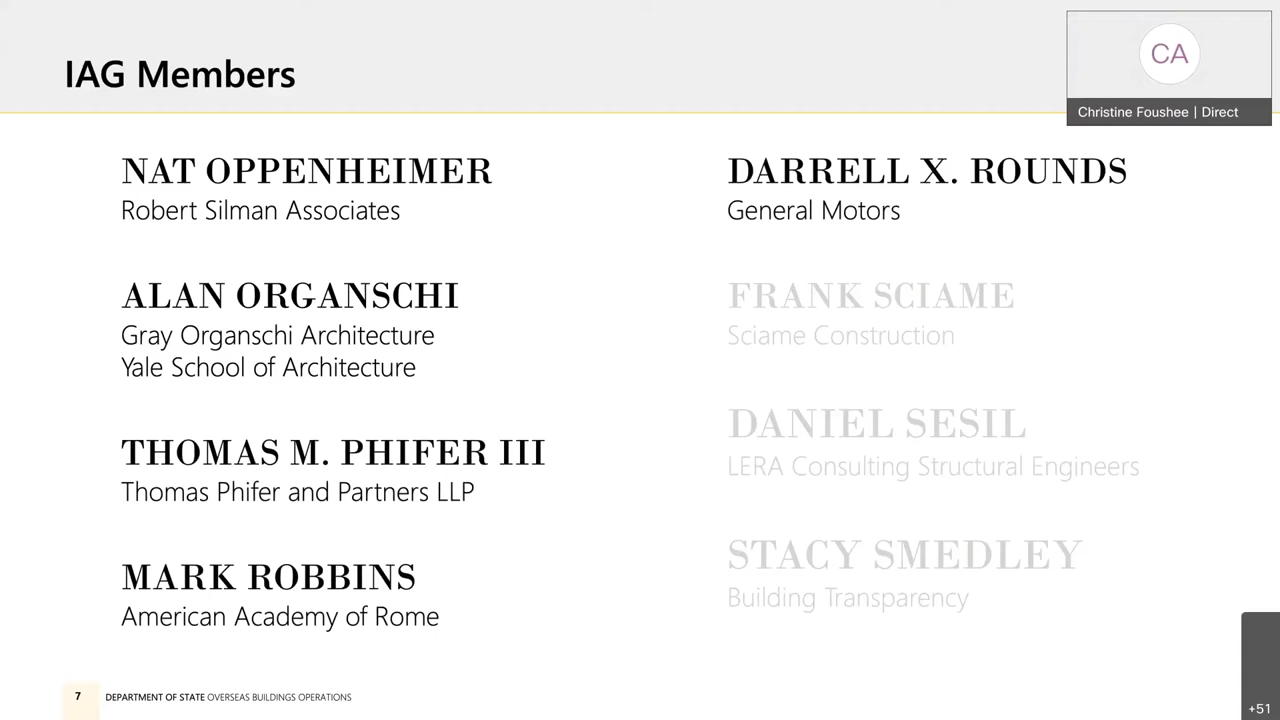 IAG Members
CA
Christine Foushee | Direct
NAT OPPENHEIMER
Robert Silman Associates
ALAN ORGANSCHI
Gray Organschi Architecture
Yale School of Architecture
THOMAS M. PHIFER III
Thomas Phifer and Partners LLP
MARK ROBBINS
American Academy of Rome
DARRELL X. ROUNDS
General Motors
FRANK SCIAME
Sciame Construction
DANIEL SESIL
LERA Consulting Structural Engineers
STACY SMEDLEY
Building Transparency
7 DEPARTMENT OF STATE OVERSEAS BUILDINGS OPERATIONS
+51